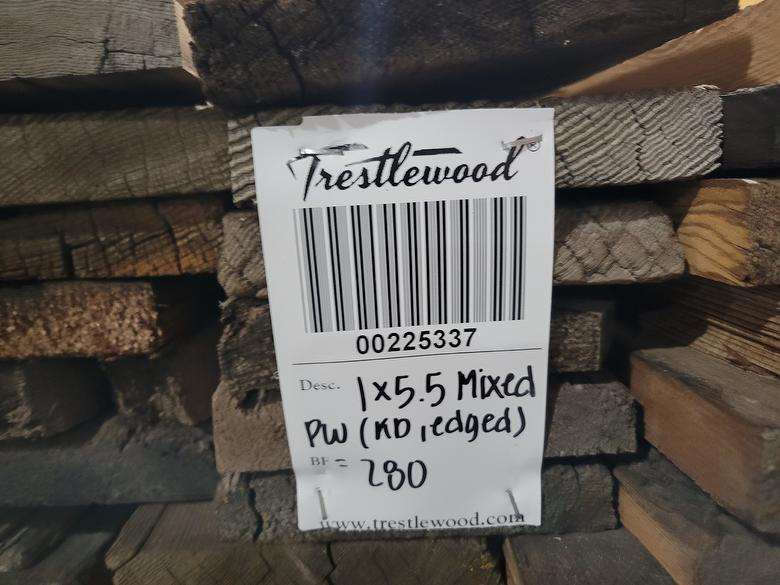 Trestlewood®
00225337
Desc. 1x5.5 Mixed
PW (KD, edged)
BF = 280
www.trestlewood.com